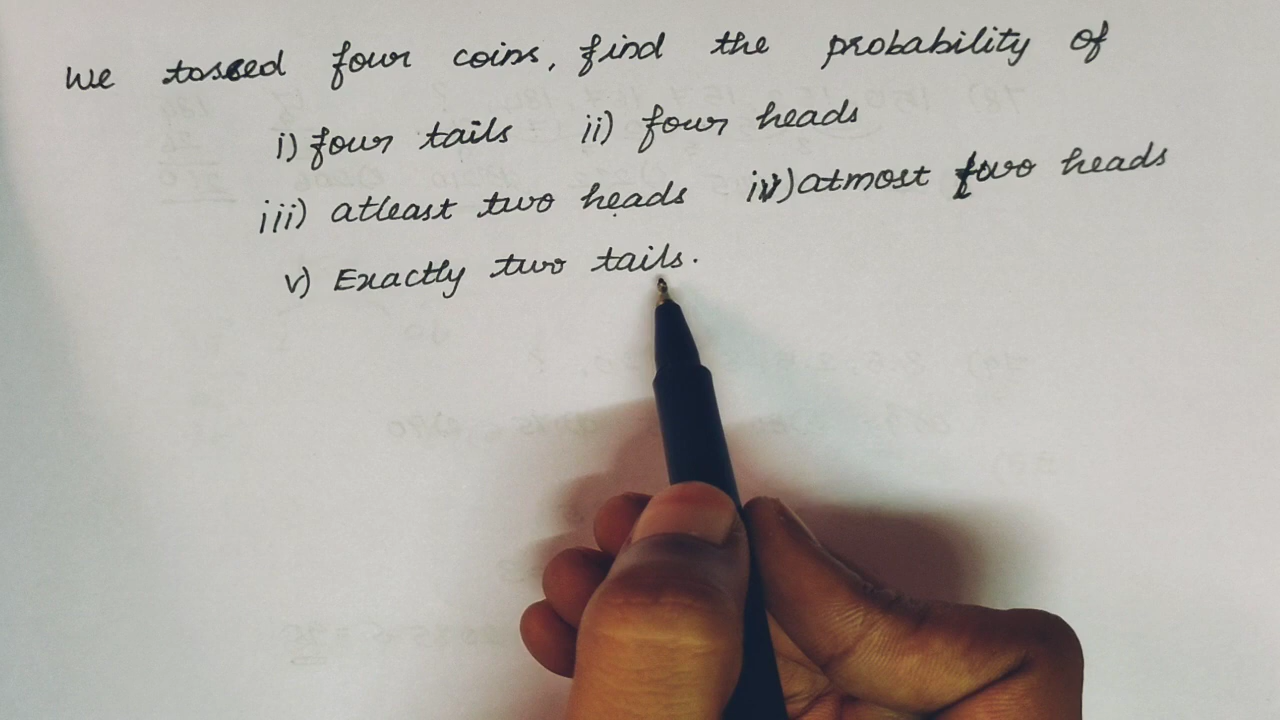 We tossed four coins, find the probability of
i) four tails ii) four heads
iii) atleast two heads iv) atmost two heads
v) Exactly two tails.